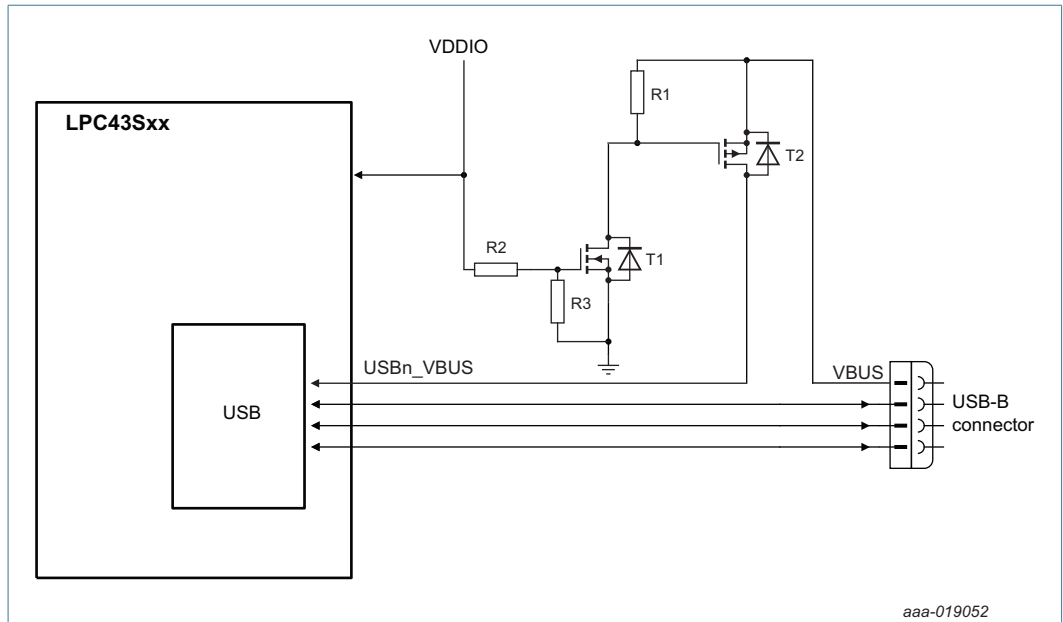 VDDIO
R1
LPC43Sxx
T2
R2
T1
R3
USBn_VBUS
VBUS
USB
USB-B
connector
aaa-019052